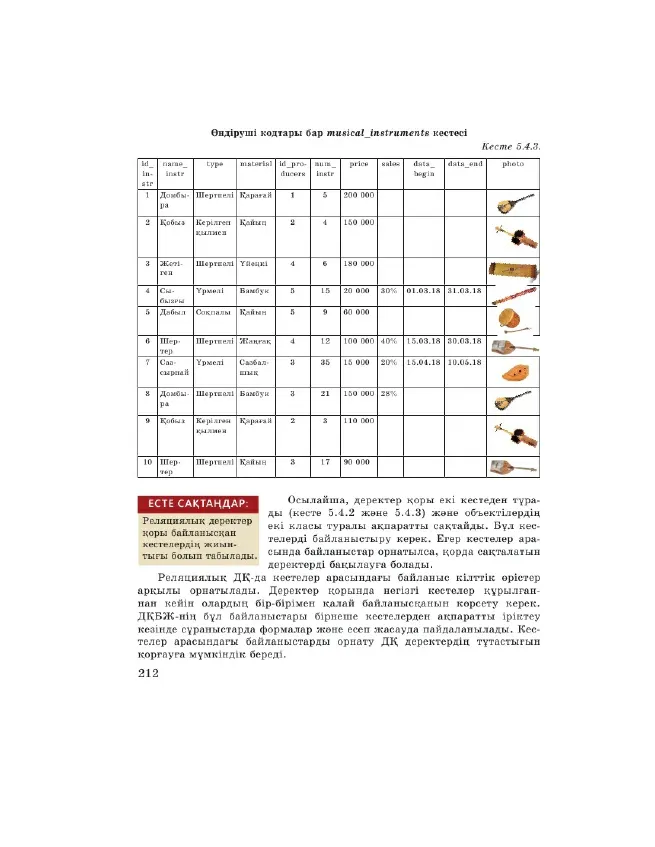 Өндіруші кодтары бар musical_instruments кестесі
Кесте 5.4.3.
id_in-str name_instr type material id_pro-ducers num_instr price sales data_begin data_end photo
1 Домбы-ра Шертпелі Қарағай 1 5 200 000
2 Қобыз Керілген қылмен Қайың 2 4 150 000
3 Жеті-ген Шертпелі Үйеңкі 4 6 180 000
4 Сы-бызғы Үрмелі Бамбук 5 15 20 000 30% 01.03.18 31.03.18
5 Дабыл Соқпалы Қайың 5 9 60 000
6 Шер-тер Шертпелі Жаңғақ 4 12 100 000 40% 15.03.18 30.03.18
7 Саз-сырнай Үрмелі Сазбал-шық 3 35 15 000 20% 15.04.18 10.05.18
8 Домбы-ра Шертпелі Бамбук 3 21 150 000 28%
9 Қобыз Керілген қылмен Қарағай 2 3 110 000
10 Шер-тер Шертпелі Қайың 3 17 90 000
ЕСТЕ САҚТАҢДАР:
Реляциялық деректер
қоры байланысқан
кестелердің жиын-
тығы болып табылады.
Осылайша, деректер қоры екі кестеден тұра-
ды (кесте 5.4.2 және 5.4.3) және объектілердің
екі класы туралы ақпаратты сақтайды. Бұл кес-
телерді байланыстыру керек. Егер кестелер ара-
сында байланыстар орнатылса, қорда сақталатын
деректерді бақылауға болады.
Реляциялық ДҚ-да кестелер арасындағы байланыс кілттік өрістер
арқылы орнатылады. Деректер қорында негізгі кестелер құрылған-
нан кейін олардың бір-бірімен қалай байланысқанын көрсету керек.
ДҚБЖ-нің бұл байланыстары бірнеше кестелерден ақпаратты іріктеу
кезінде сұраныстарда формалар және есеп жасауда пайдаланылады. Кес-
телер арасындағы байланыстарды орнату ДҚ деректердің тұтастығын
қорғауға мүмкіндік береді.
212